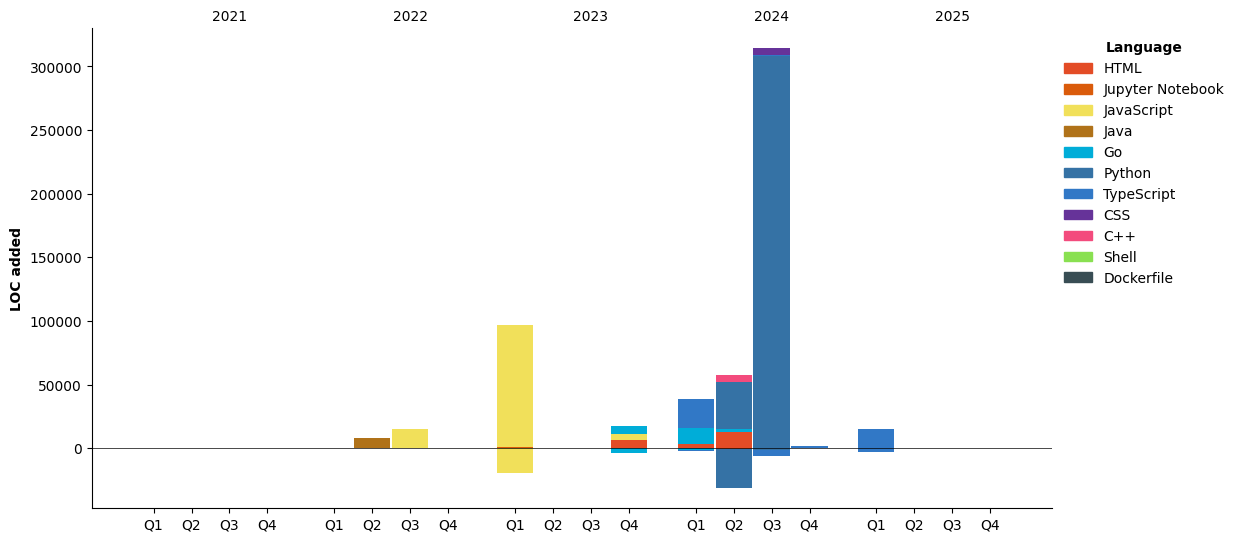 2021 2022 2023 2024 2025
300000
250000
200000
150000
100000
50000
0
LOC added
Q1 Q2 Q3 Q4 Q1 Q2 Q3 Q4 Q1 Q2 Q3 Q4 Q1 Q2 Q3 Q4 Q1 Q2 Q3 Q4
Language
HTML
Jupyter Notebook
JavaScript
Java
Go
Python
TypeScript
CSS
C++
Shell
Dockerfile